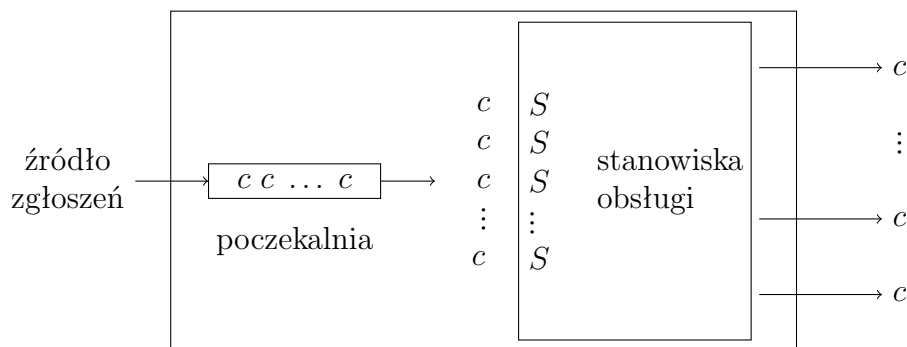 źródło
zgłoszeń
c c … c
poczekalnia
c S
c S
c S
⋮ ⋮
c S
stanowiska
obsługi
c
⋮
c
c